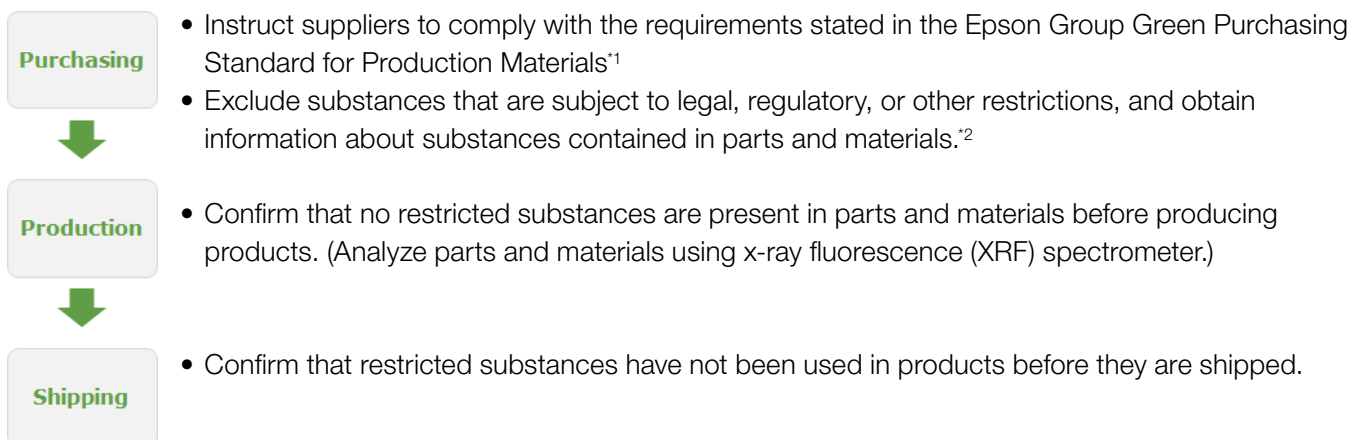 Purchasing
• Instruct suppliers to comply with the requirements stated in the Epson Group Green Purchasing
Standard for Production Materials*1
• Exclude substances that are subject to legal, regulatory, or other restrictions, and obtain
information about substances contained in parts and materials.*2
Production
• Confirm that no restricted substances are present in parts and materials before producing
products. (Analyze parts and materials using x-ray fluorescence (XRF) spectrometer.)
Shipping
• Confirm that restricted substances have not been used in products before they are shipped.